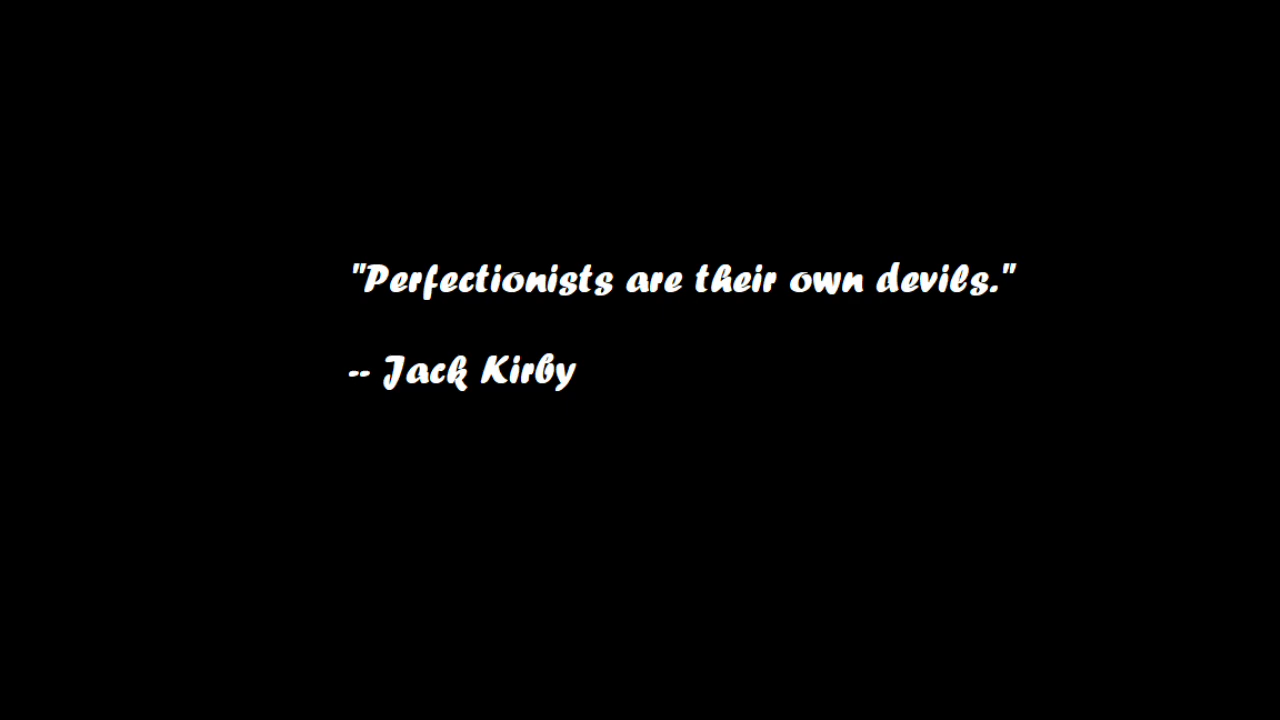 "Perfectionists are their own devils."
-- Jack Kirby